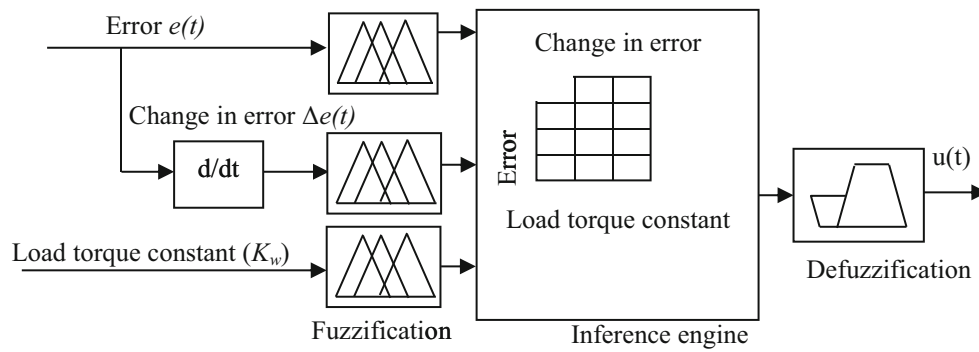 Error e(t)
Change in error
Change in error Δe(t)
d/dt
Error
u(t)
Load torque constant
Load torque constant (Kw)
Defuzzification
Fuzzification
Inference engine